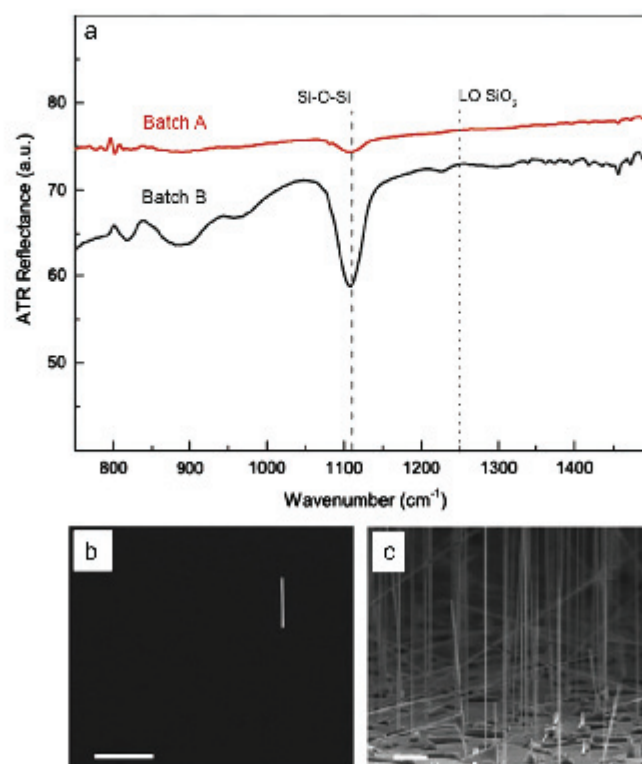 a
Si-O-Si
LO SiO₂
Batch A
Batch B
ATR Reflectance (a.u.)
80
70
60
50
800
900
1000
1100
1200
1300
1400
Wavenumber (cm⁻¹)
b
c